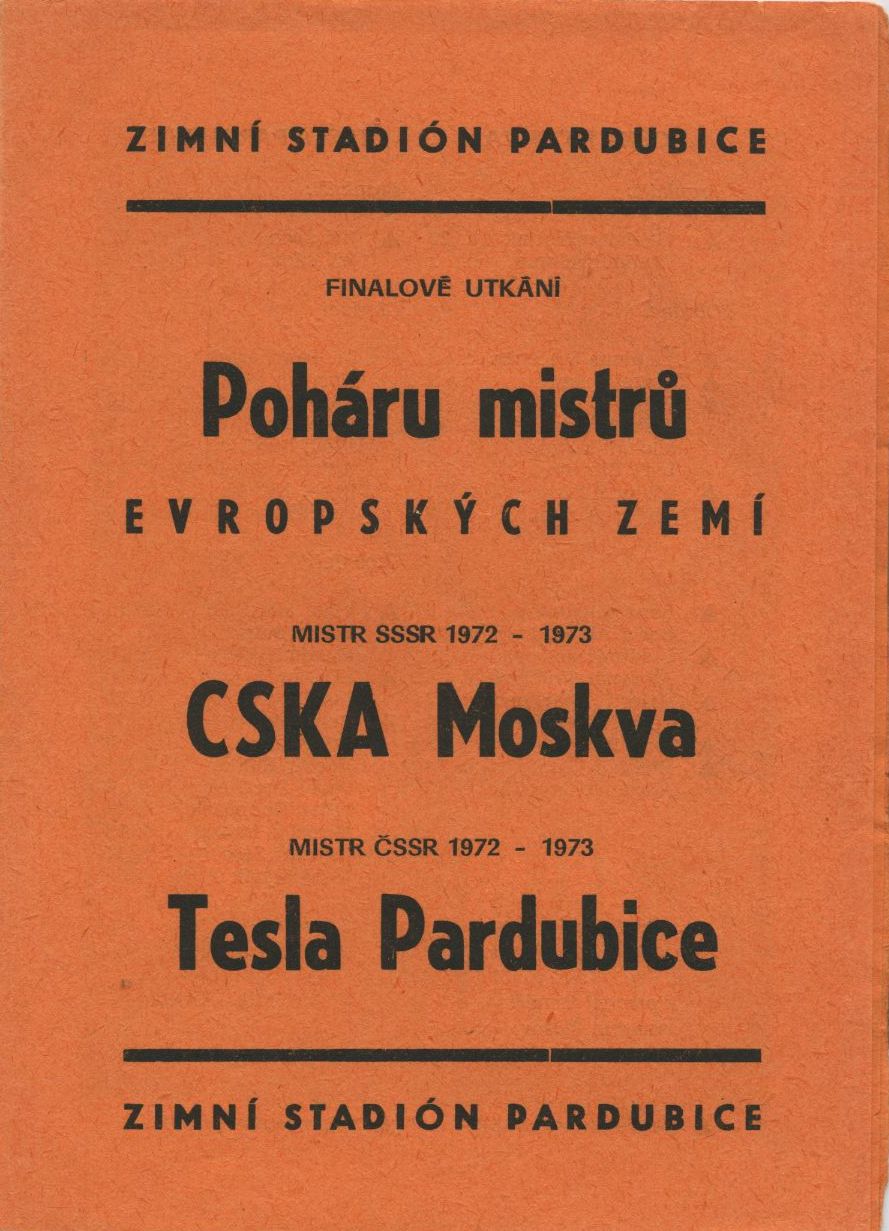 ZIMNÍ STADIÓN PARDUBICE
FINALOVĚ UTKÁNÍ
Poháru mistrů
EVROPSKÝCH ZEMÍ
MISTR SSSR 1972 - 1973
CSKA Moskva
MISTR ČSSR 1972 - 1973
Tesla Pardubice
ZIMNÍ STADIÓN PARDUBICE